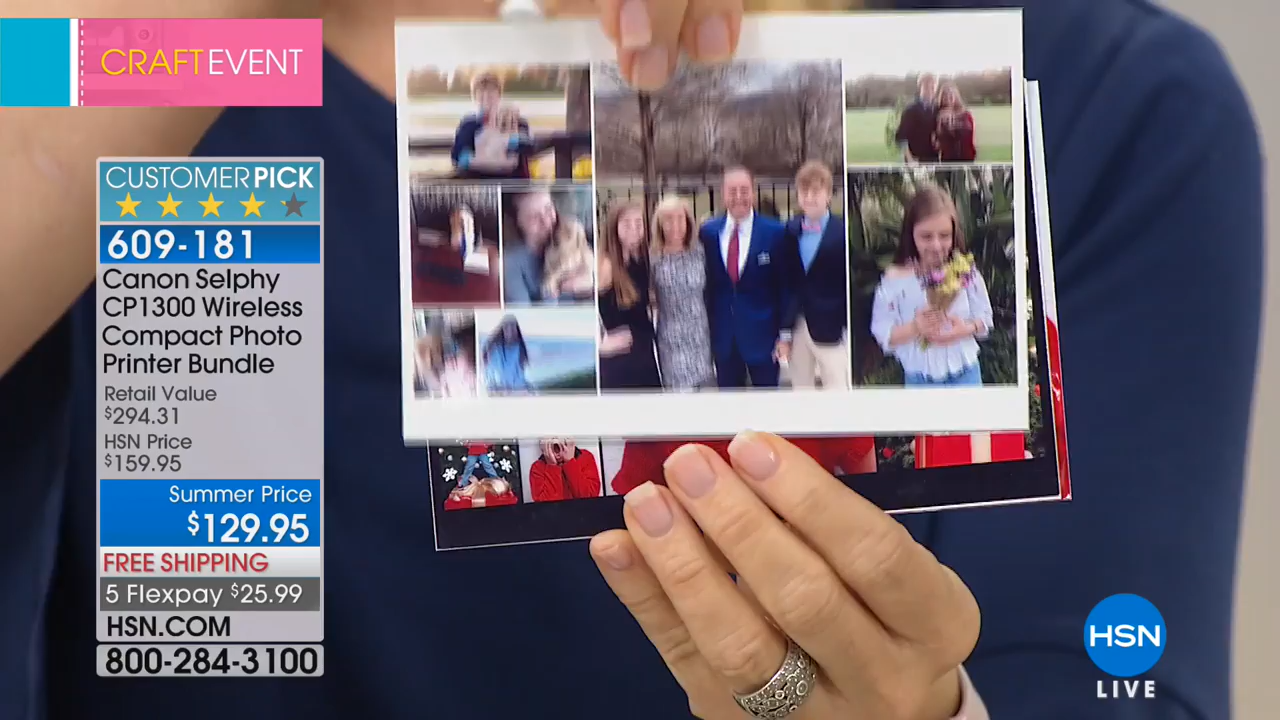 CRAFT EVENT
CUSTOMER PICK
609-181
Canon Selphy
CP1300 Wireless
Compact Photo
Printer Bundle
Retail Value
$294.31
HSN Price
$159.95
Summer Price
$129.95
FREE SHIPPING
5 Flexpay $25.99
HSN.COM
800-284-3100
HSN
LIVE